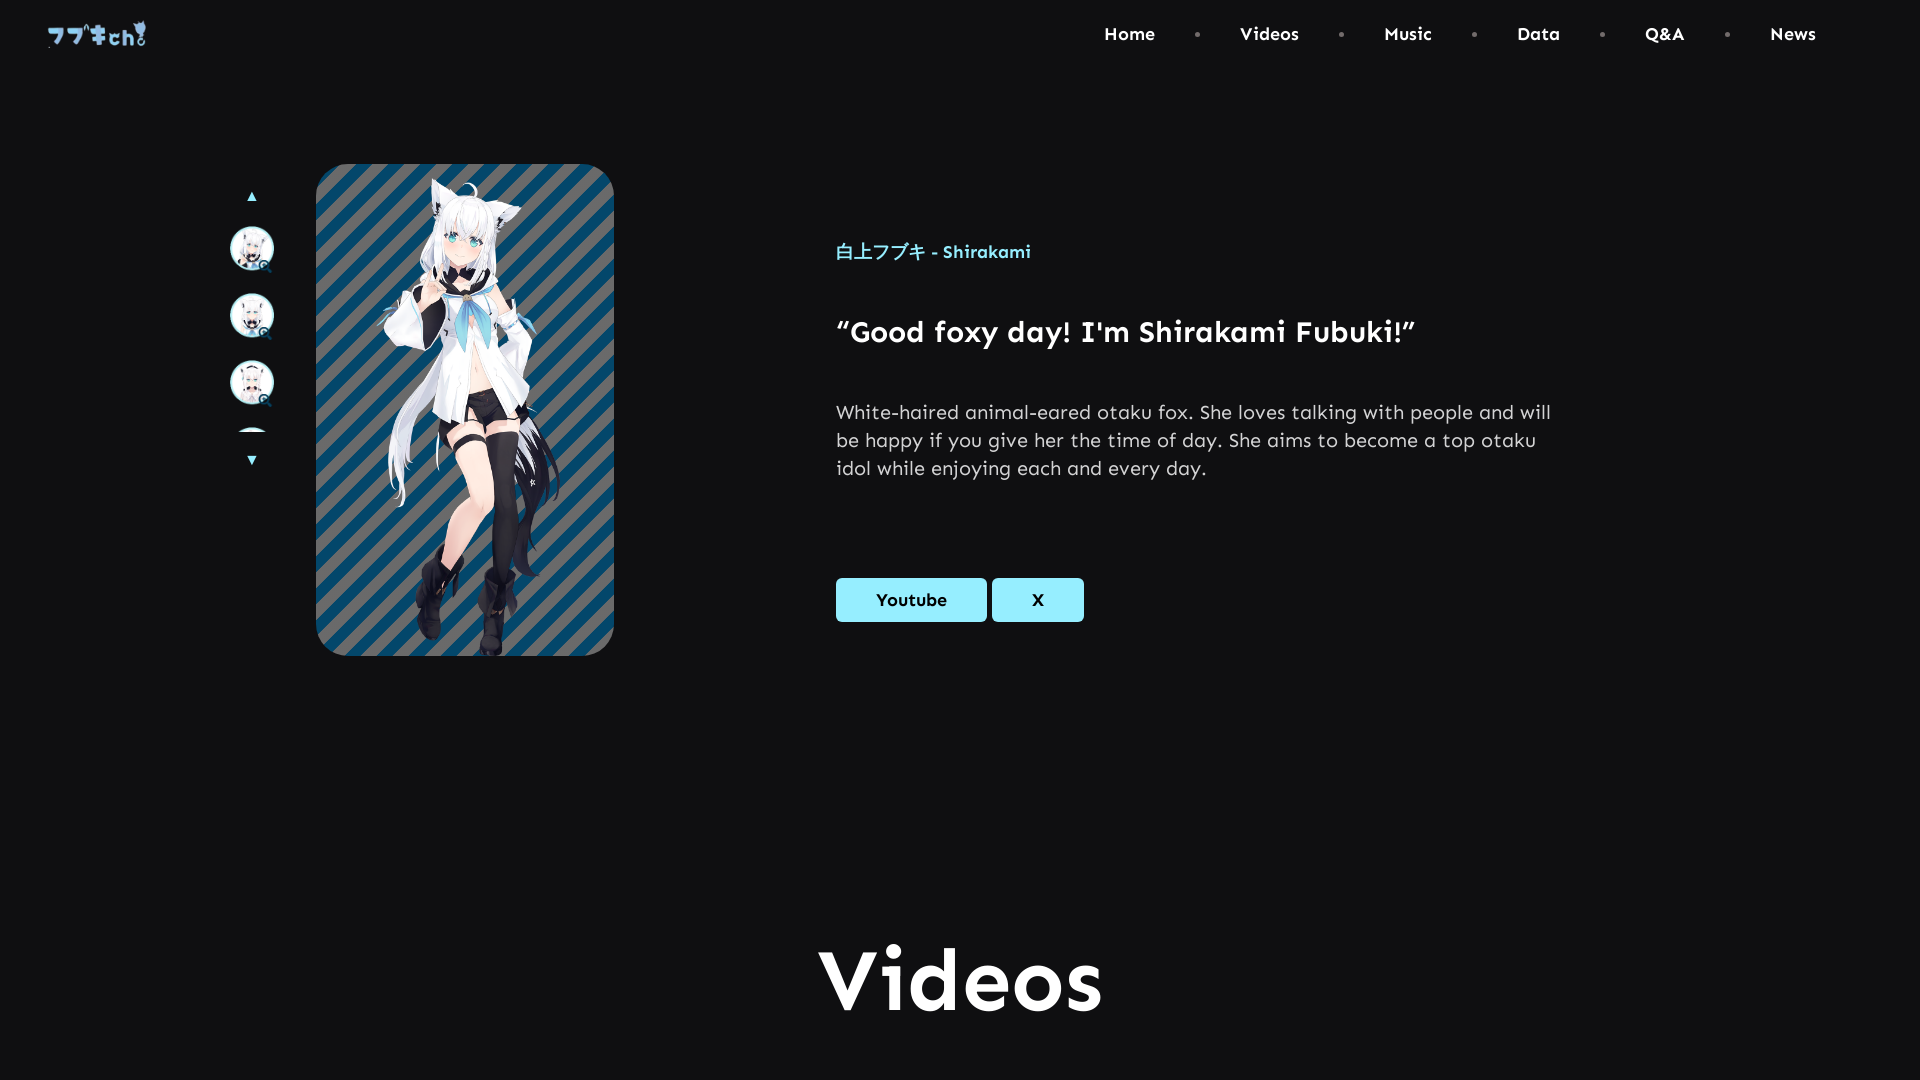 フブキch!
Home
Videos
Music
Data
Q&A
News
白上フブキ - Shirakami
“Good foxy day! I'm Shirakami Fubuki!”
White-haired animal-eared otaku fox. She loves talking with people and will
be happy if you give her the time of day. She aims to become a top otaku
idol while enjoying each and every day.
Youtube
X
Videos